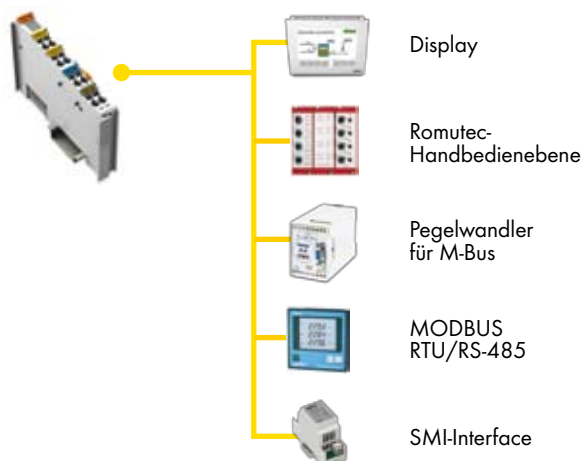 Display
Romutec-
Handbedienebene
Pegelwandler
für M-Bus
MODBUS
RTU/RS-485
SMI-Interface